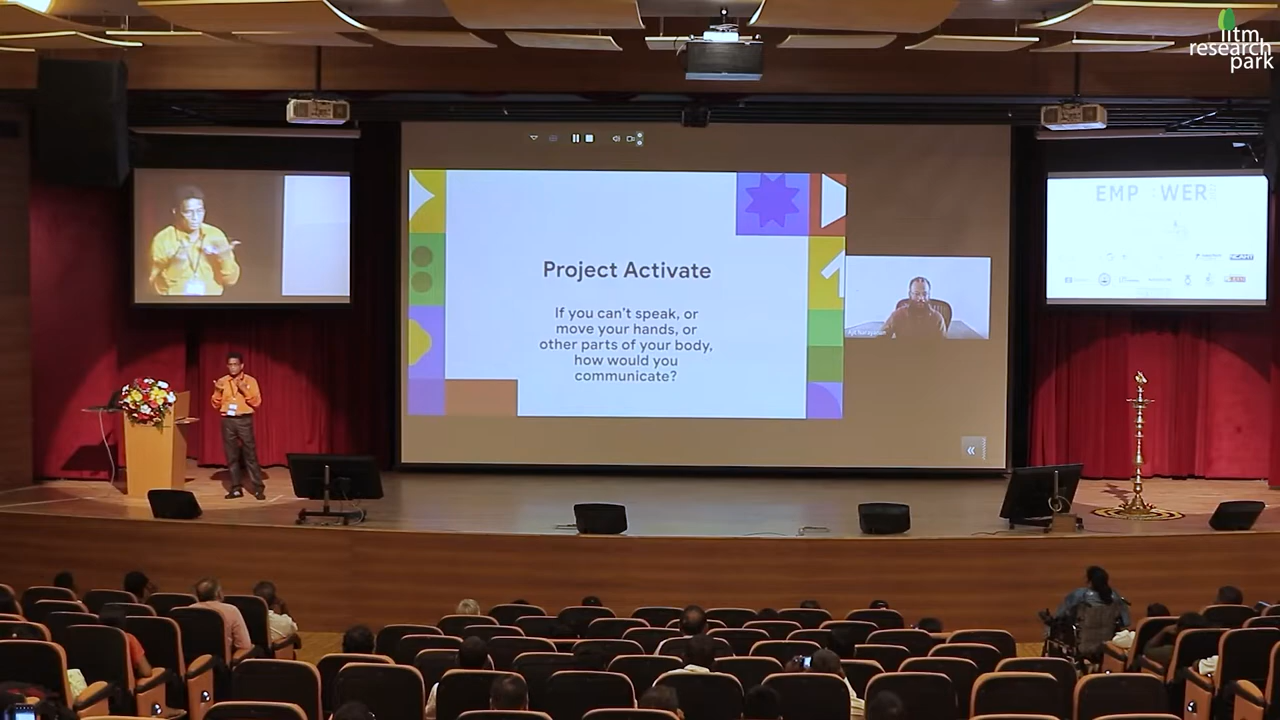 iitm
research
park
EMP WER
Project Activate
If you can't speak, or
move your hands, or
other parts of your body,
how would you
communicate?